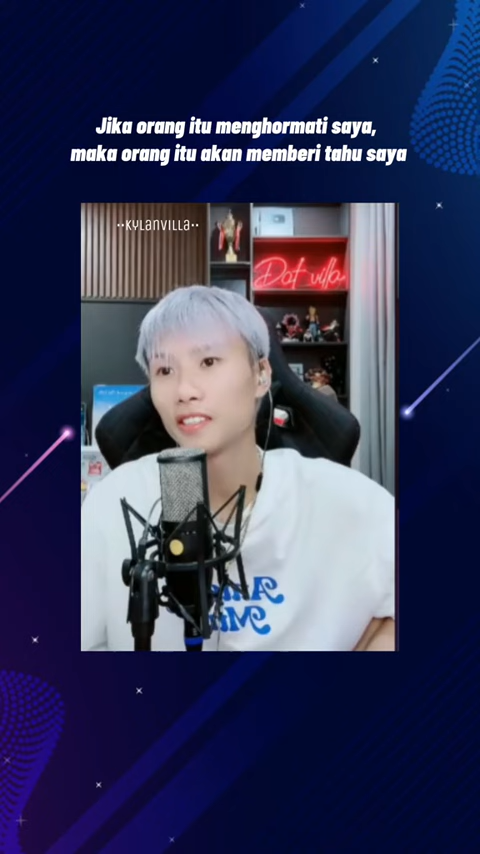 Jika orang itu menghormati saya,
maka orang itu akan memberi tahu saya
••KYLANVILLA••
Dat villa